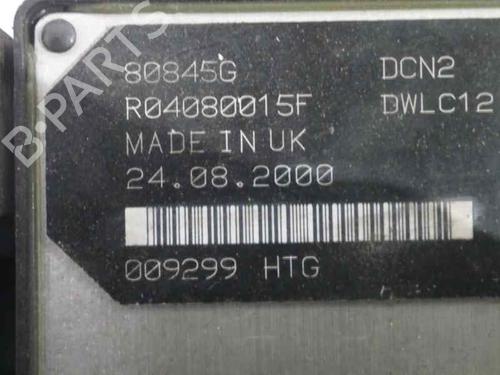 80845G DCN2
R04080015F DWLC12
MADE IN UK
24.08.2000
009299 HTG
B-PARTS